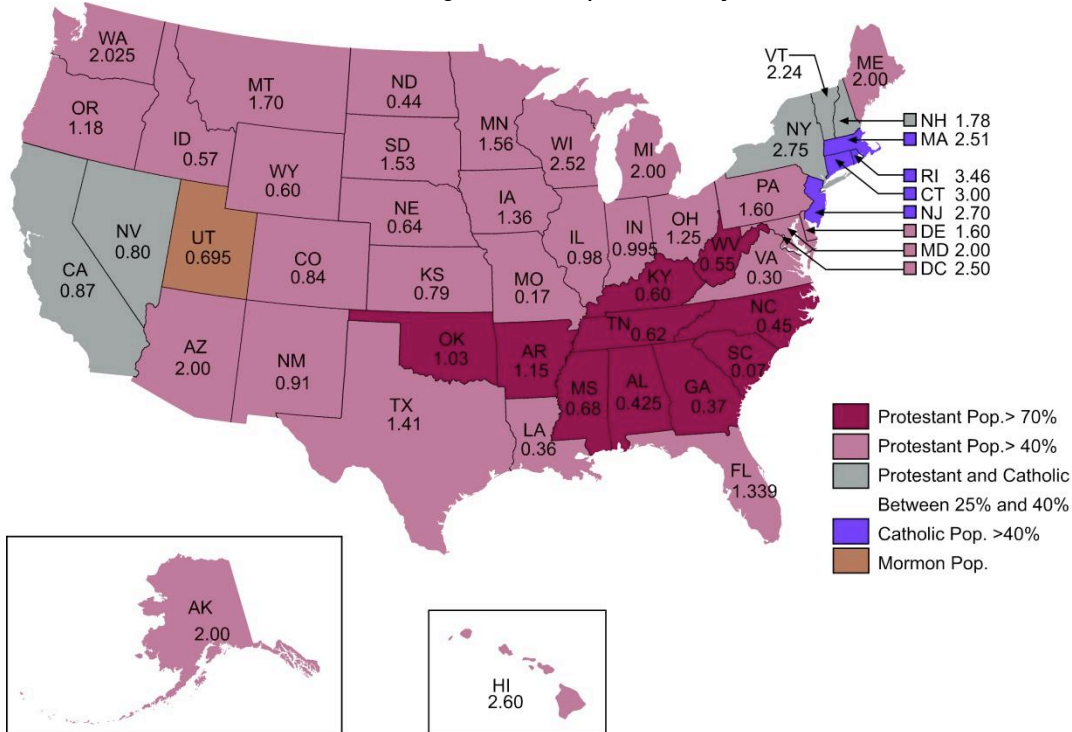 WA
2.025
OR
1.18
ID
0.57
MT
1.70
WY
0.60
ND
0.44
SD
1.53
NE
0.64
KS
0.79
MN
1.56
IA
1.36
MO
0.17
WI
2.52
IL
0.98
MI
2.00
IN
0.995
OH
1.25
KY
0.60
WV
0.55
VA
0.30
PA
1.60
NY
2.75
VT
2.24
ME
2.00
NH 1.78
MA 2.51
RI 3.46
CT 3.00
NJ 2.70
DE 1.60
MD 2.00
DC 2.50
CA
0.87
NV
0.80
UT
0.695
CO
0.84
AZ
2.00
NM
0.91
OK
1.03
TX
1.41
AR
1.15
LA
0.36
TN 0.62
MS
0.68
AL
0.425
GA
0.37
NC
0.45
SC
0.07
FL
1.339
Protestant Pop.> 70%
Protestant Pop.> 40%
Protestant and Catholic
Between 25% and 40%
Catholic Pop. >40%
Mormon Pop.
AK
2.00
HI
2.60